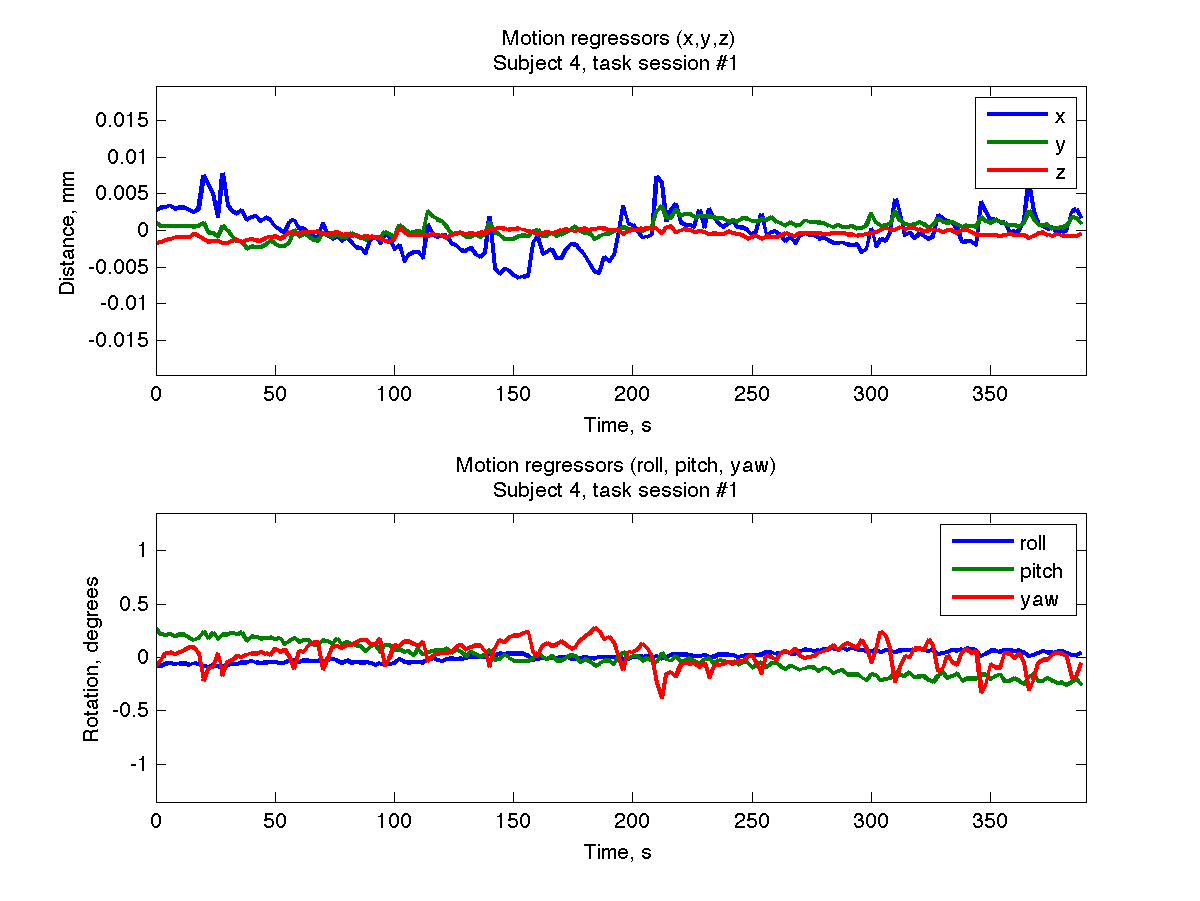 Motion regressors (x,y,z)
Subject 4, task session #1
0.015
0.01
0.005
0
-0.005
-0.01
-0.015
Distance, mm
x
y
z
0 50 100 150 200 250 300 350
Time, s
Motion regressors (roll, pitch, yaw)
Subject 4, task session #1
1
0.5
0
-0.5
-1
Rotation, degrees
roll
pitch
yaw
0 50 100 150 200 250 300 350
Time, s